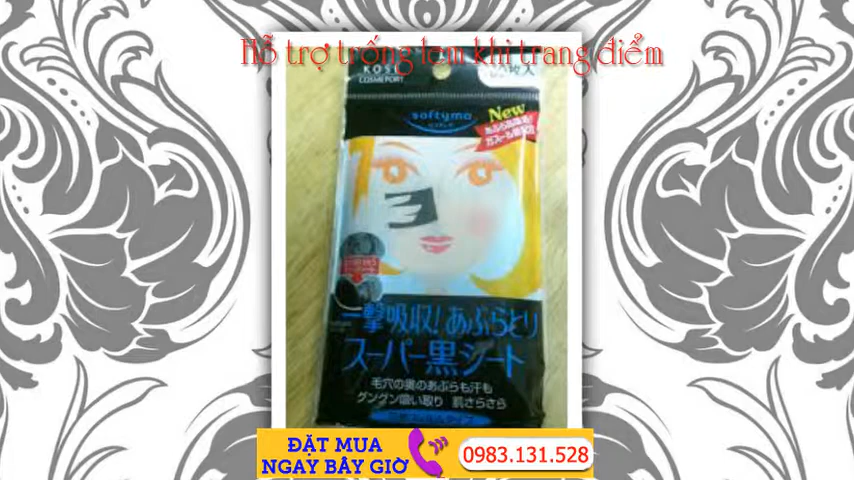 Hỗ trợ trống lem khi trang điểm
KOSÉ
COSMEPORT
softymo
New
一撃吸収!あぶらとり
スーパー黒シート
毛穴の奥のあぶらも汗も
グングン吸い取り 肌さらさら
ĐẶT MUA
NGAY BÂY GIỜ
0983.131.528